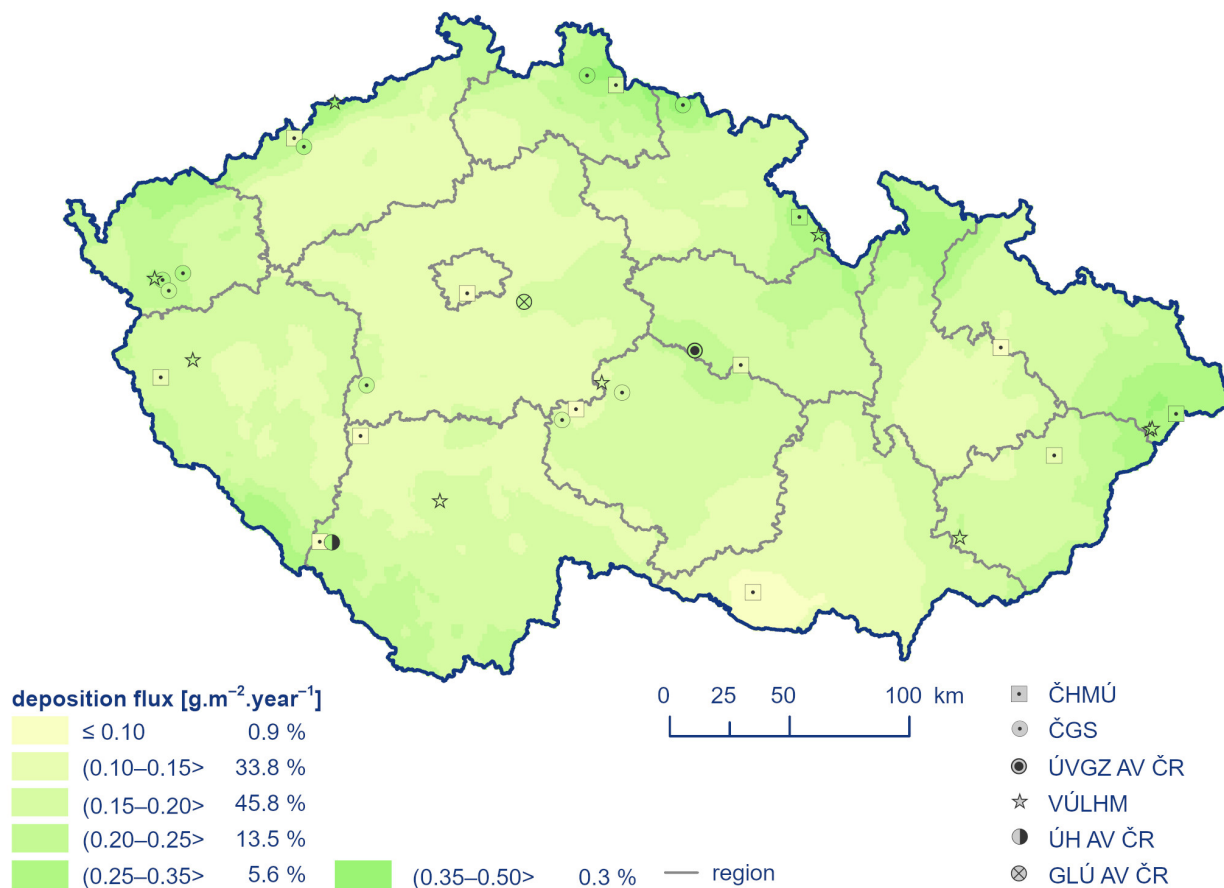 deposition flux [g.m⁻².year⁻¹]
≤ 0.10 0.9 %
(0.10–0.15> 33.8 %
(0.15–0.20> 45.8 %
(0.20–0.25> 13.5 %
(0.25–0.35> 5.6 %
(0.35–0.50> 0.3 %
region
0 25 50 100 km
ČHMÚ
ČGS
ÚVGZ AV ČR
VÚLHM
ÚH AV ČR
GLÚ AV ČR